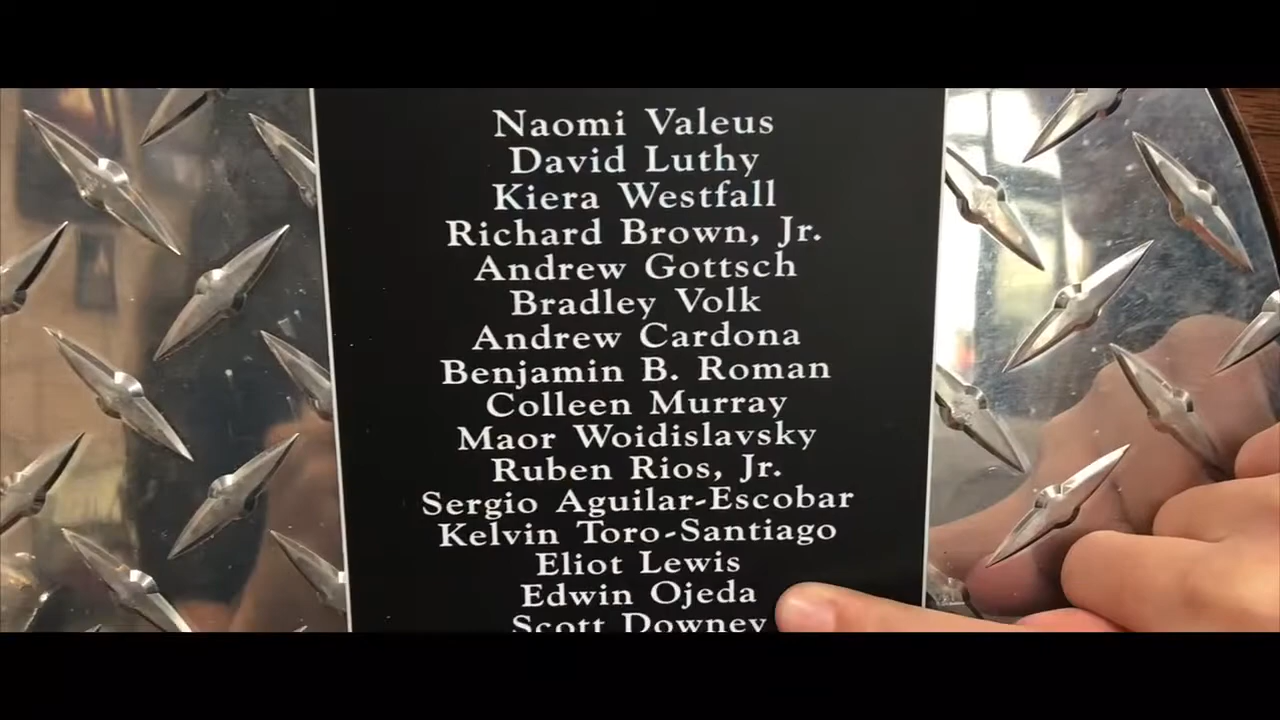 Naomi Valeus
David Luthy
Kiera Westfall
Richard Brown, Jr.
Andrew Gottsch
Bradley Volk
Andrew Cardona
Benjamin B. Roman
Colleen Murray
Maor Woidislavsky
Ruben Rios, Jr.
Sergio Aguilar-Escobar
Kelvin Toro-Santiago
Eliot Lewis
Edwin Ojeda
Scott Downey